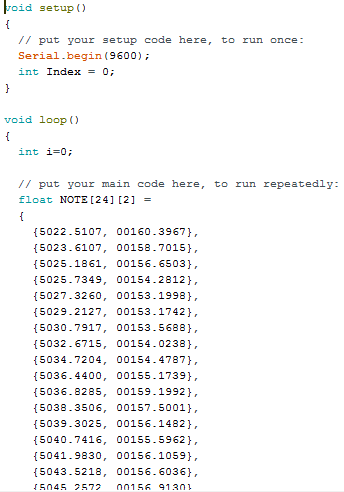 void setup()
{
  // put your setup code here, to run once:
  Serial.begin(9600);
  int Index = 0;
}

void loop()
{
  int i=0;

  // put your main code here, to run repeatedly:
  float NOTE[24][2] =
  {
    {5022.5107, 00160.3967},
    {5023.6107, 00158.7015},
    {5025.1861, 00156.6503},
    {5025.7349, 00154.2812},
    {5027.3260, 00153.1998},
    {5029.2127, 00153.1742},
    {5030.7917, 00153.5688},
    {5032.6715, 00154.0238},
    {5034.7204, 00154.4787},
    {5036.4400, 00155.1739},
    {5036.8285, 00159.1992},
    {5038.3506, 00157.5001},
    {5039.3025, 00156.1482},
    {5040.7416, 00155.5962},
    {5041.9830, 00156.1059},
    {5043.5218, 00156.6036},
    {5045.2572, 00156.9130},